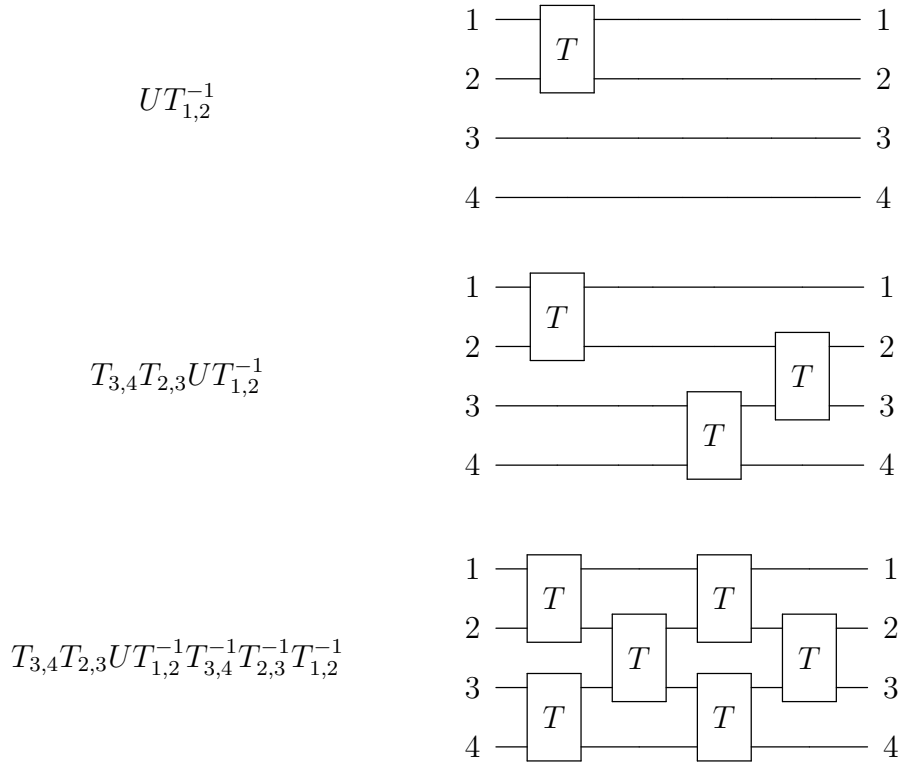 1 T 1
$UT_{1,2}^{-1}$ 2 2
3 3
4 4
1 T 1
$T_{3,4}T_{2,3}UT_{1,2}^{-1}$ 2 T 2
3 T 3
4 4
1 T T 1
$T_{3,4}T_{2,3}UT_{1,2}^{-1}T_{3,4}^{-1}T_{2,3}^{-1}T_{1,2}^{-1}$ 2 T T 2
3 T T 3
4 4